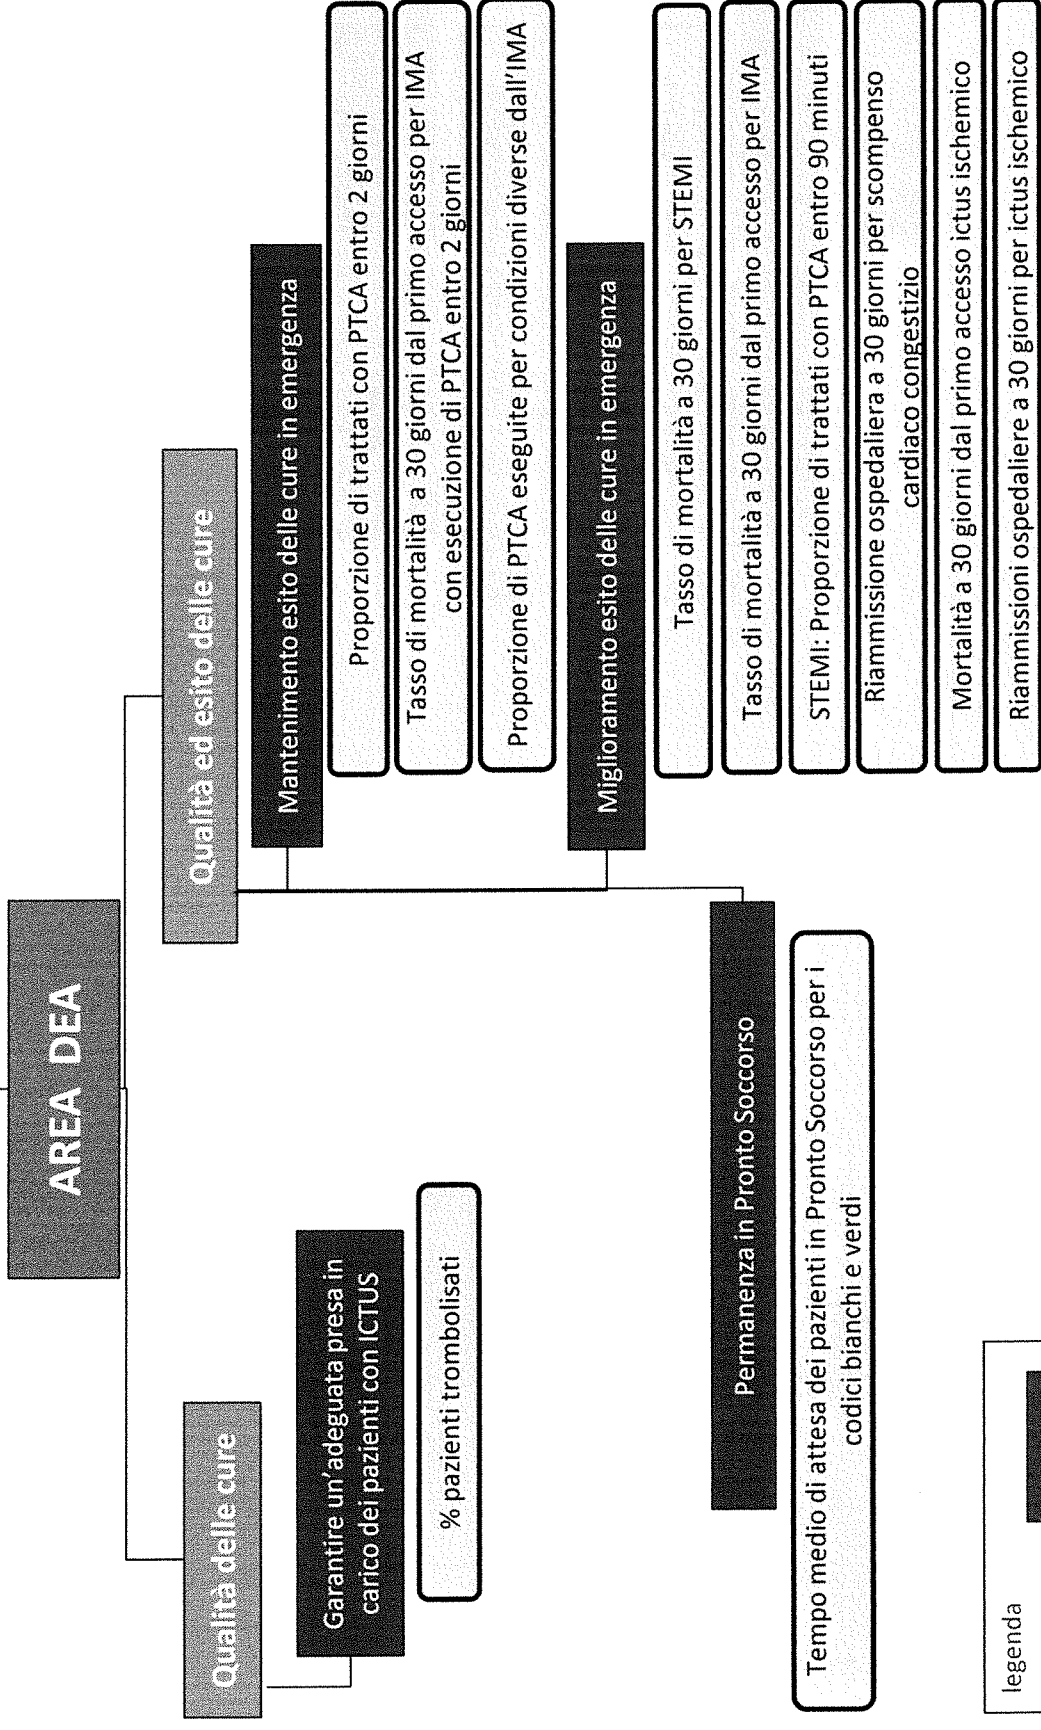 AREA DEA
Qualità delle cure
Garantire un'adeguata presa in
carico dei pazienti con ICTUS
% pazienti trombolisati
Qualità ed esito delle cure
Mantenimento esito delle cure in emergenza
Proporzione di trattati con PTCA entro 2 giorni
Tasso di mortalità a 30 giorni dal primo accesso per IMA
con esecuzione di PTCA entro 2 giorni
Proporzione di PTCA eseguite per condizioni diverse dall'IMA
Miglioramento esito delle cure in emergenza
Tasso di mortalità a 30 giorni per STEMI
Tasso di mortalità a 30 giorni dal primo accesso per IMA
STEMI: Proporzione di trattati con PTCA entro 90 minuti
Riammissione ospedaliera a 30 giorni per scompenso
cardiaco congestizio
Mortalità a 30 giorni dal primo accesso ictus ischemico
Riammissioni ospedaliere a 30 giorni per ictus ischemico
Permanenza in Pronto Soccorso
Tempo medio di attesa dei pazienti in Pronto Soccorso per i
codici bianchi e verdi
legenda